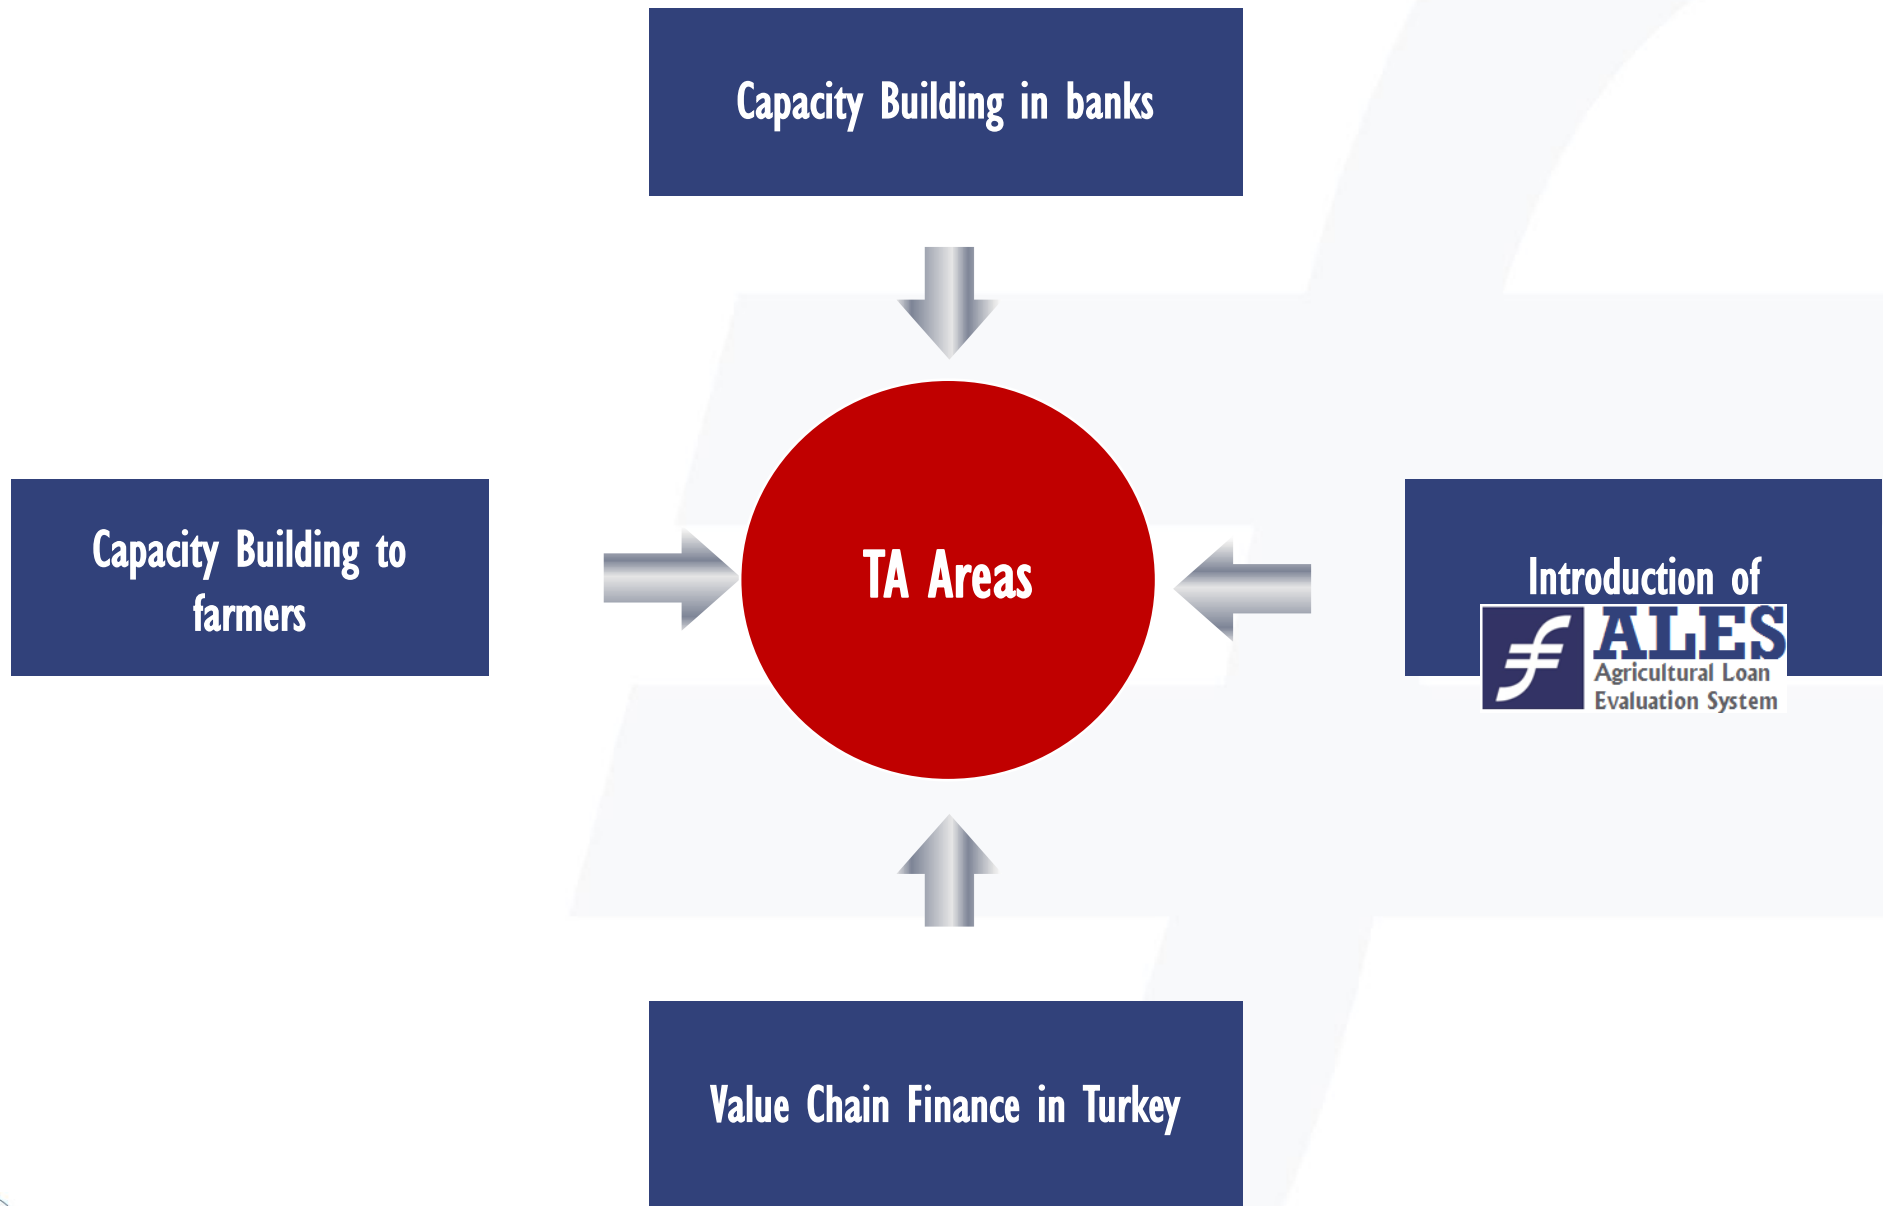 Capacity Building in banks
Capacity Building to
farmers
TA Areas
Introduction of
ALES
Agricultural Loan
Evaluation System
Value Chain Finance in Turkey